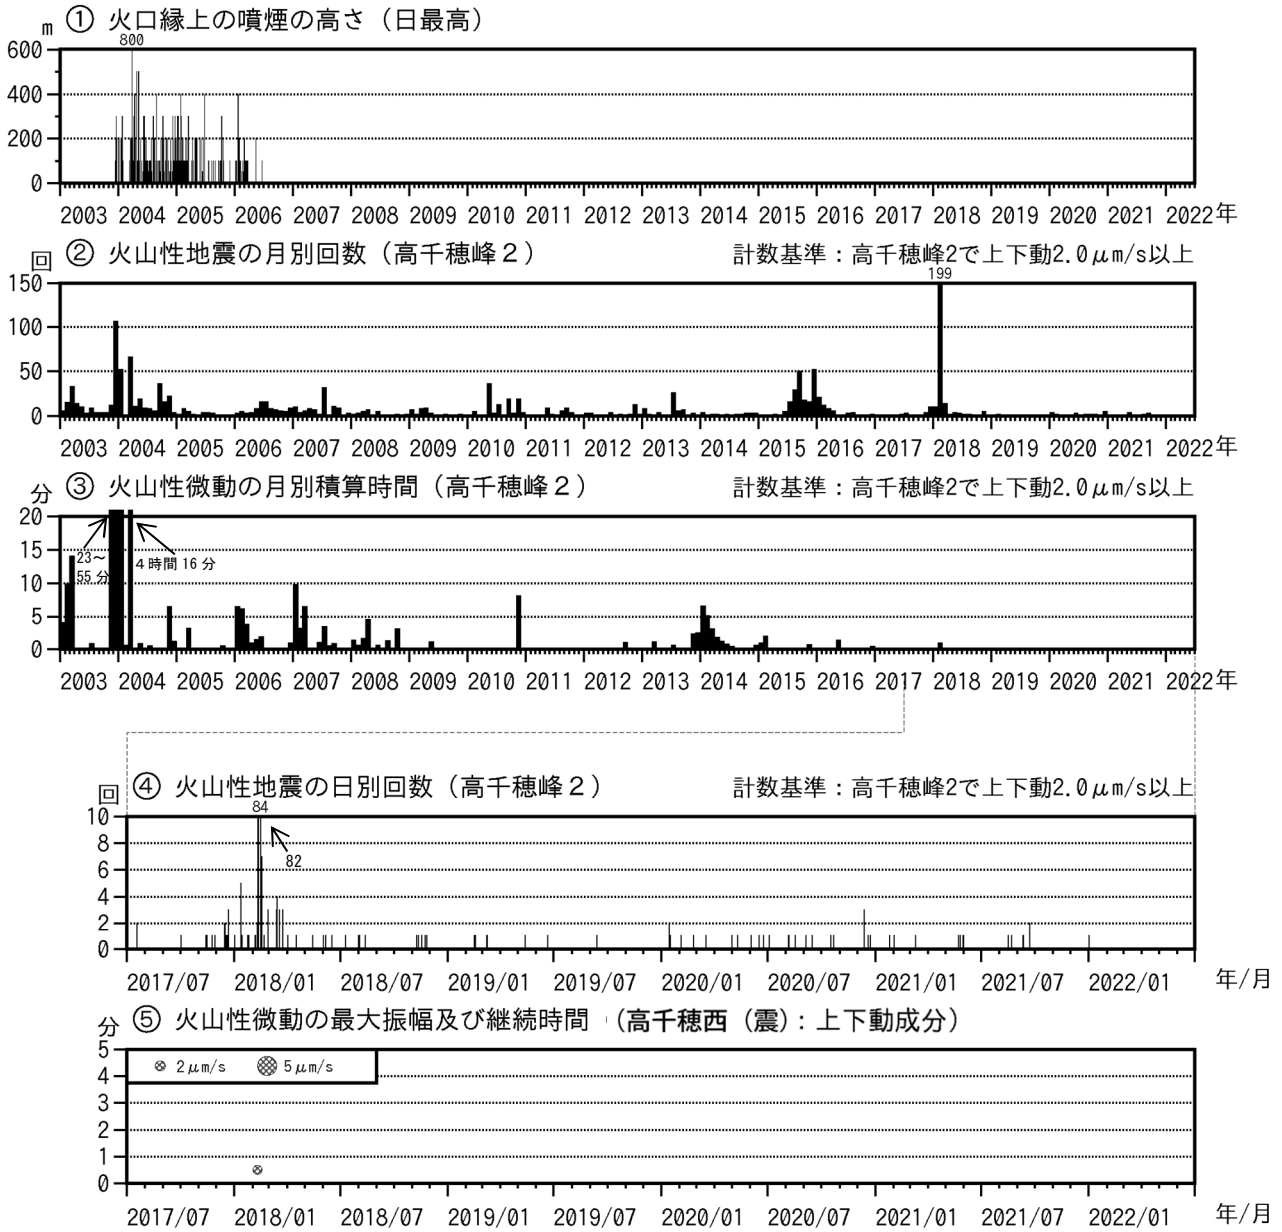 m ① 火口縁上の噴煙の高さ（日最高）
800
600
400
200
0
2003 2004 2005 2006 2007 2008 2009 2010 2011 2012 2013 2014 2015 2016 2017 2018 2019 2020 2021 2022年
回 ② 火山性地震の月別回数（高千穂峰２） 計数基準：高千穂峰2で上下動2.0μm/s以上
199
150
100
50
0
2003 2004 2005 2006 2007 2008 2009 2010 2011 2012 2013 2014 2015 2016 2017 2018 2019 2020 2021 2022年
分 ③ 火山性微動の月別積算時間（高千穂峰２） 計数基準：高千穂峰2で上下動2.0μm/s以上
20
15
23～
55分
4時間16分
10
5
0
2003 2004 2005 2006 2007 2008 2009 2010 2011 2012 2013 2014 2015 2016 2017 2018 2019 2020 2021 2022年
回 ④ 火山性地震の日別回数（高千穂峰２） 計数基準：高千穂峰2で上下動2.0μm/s以上
84
10
8
82
6
4
2
0
2017/07 2018/01 2018/07 2019/01 2019/07 2020/01 2020/07 2021/01 2021/07 2022/01 年/月
分 ⑤ 火山性微動の最大振幅及び継続時間 （高千穂西（震）：上下動成分）
5
2μm/s 5μm/s
4
3
2
1
0
2017/07 2018/01 2018/07 2019/01 2019/07 2020/01 2020/07 2021/01 2021/07 2022/01 年/月